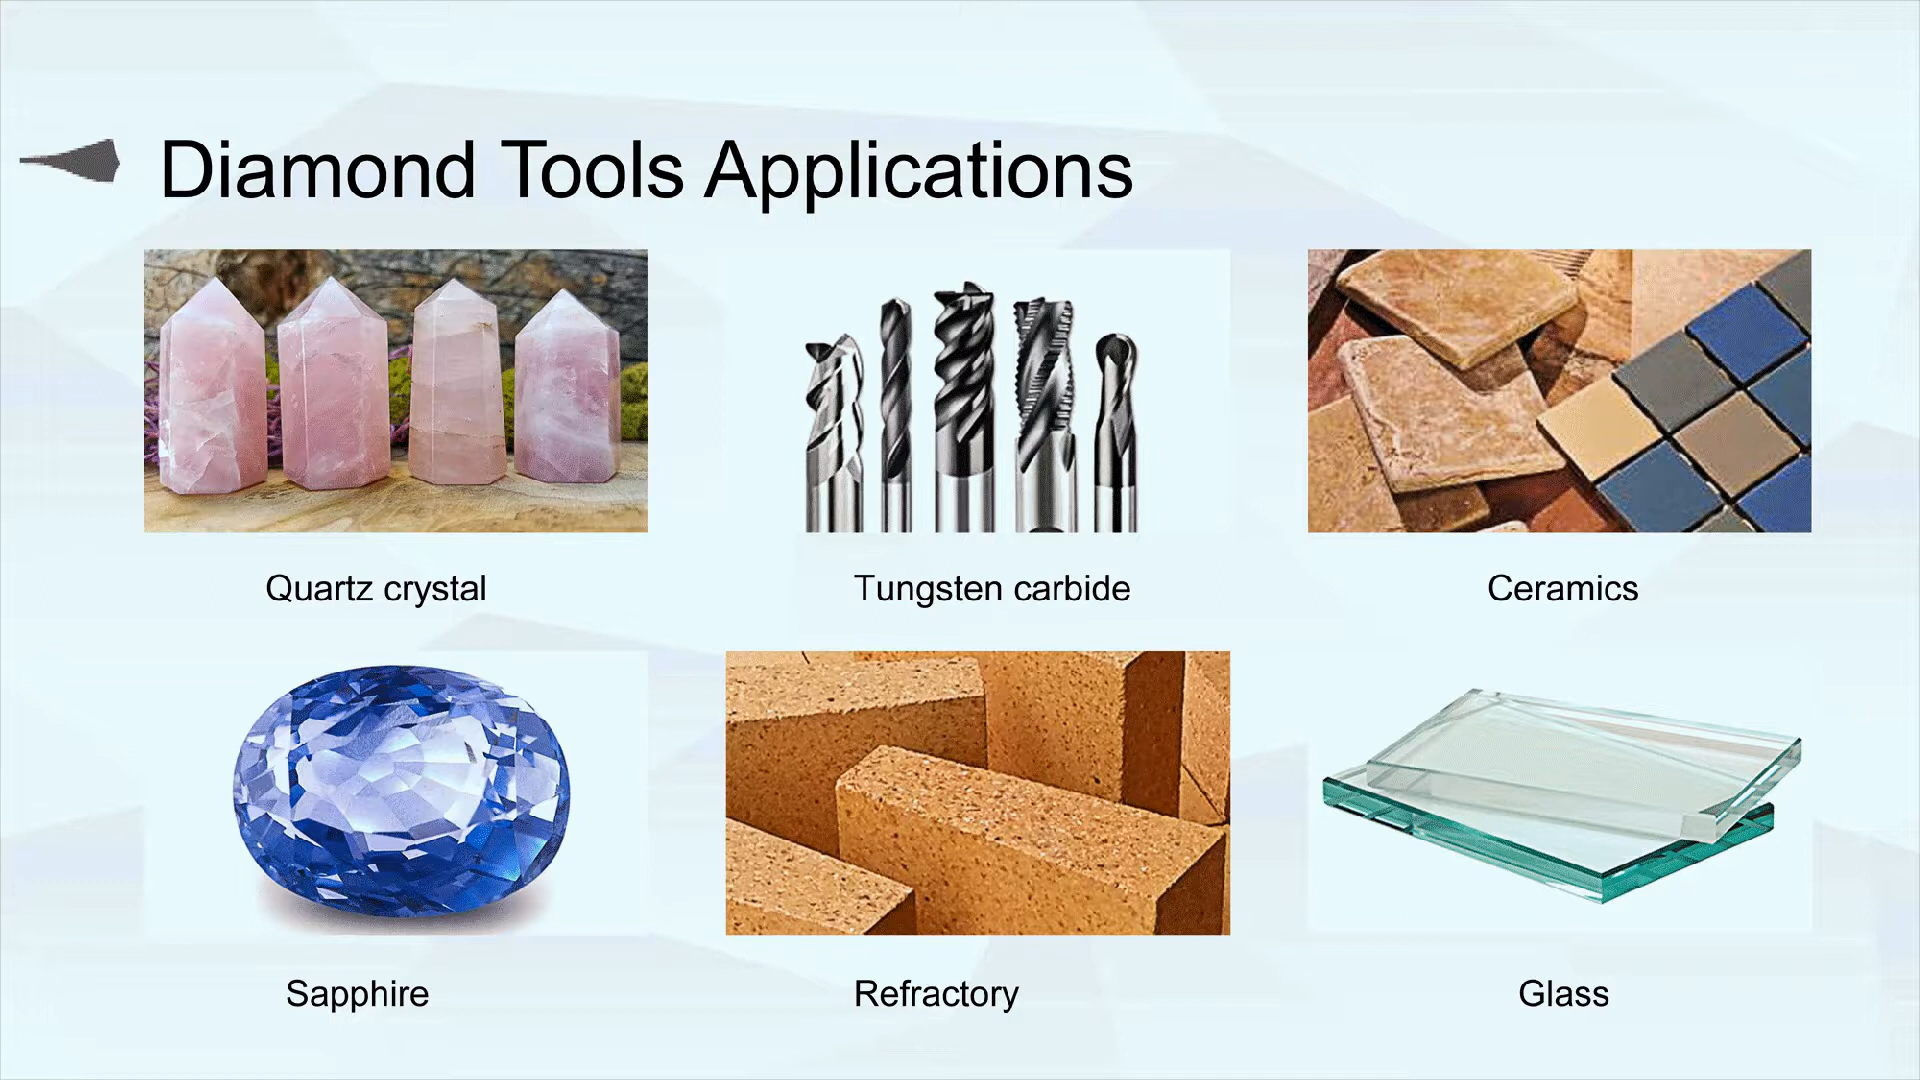 Diamond Tools Applications
Quartz crystal
Tungsten carbide
Ceramics
Sapphire
Refractory
Glass